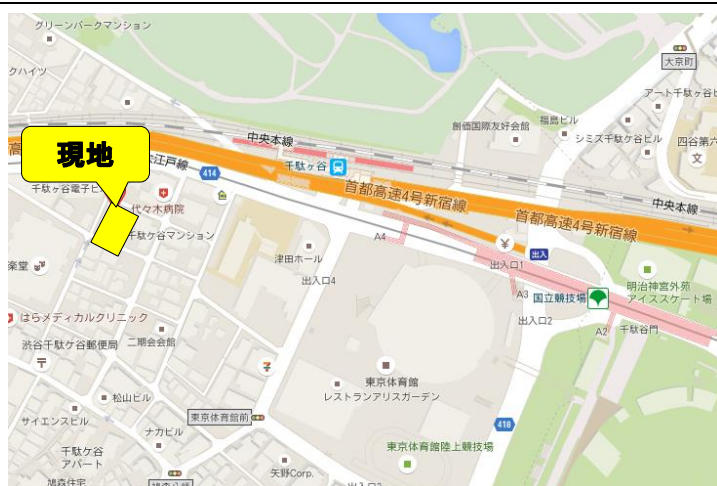 グリーンパークマンション
大京町
クハイツ
アート千駄ヶ谷ビ
創価国際友好会館
福島ビル
シミズ千駄ケ谷ビル
四谷第六
文
中央本線
現地
江戸線
414
千駄ヶ谷
首都高速4号新宿線
中央本線
千駄ヶ谷電子ビ
代々木病院
首都高速4号新宿線
千駄ケ谷マンション
A4
津田ホール
¥
出入
楽堂
出入口4
出入口1
明治神宮外苑
アイススケート場
A3
国立競技場
はらメディカルクリニック
出入口2
A2
千駄谷門
渋谷千駄ケ谷郵便局
二期会会館
〒
東京体育館
レストランアリスガーデン
松山ビル
サイエンスビル
東京体育館前
418
ナカビル
東京体育館陸上競技場
千駄ケ谷
アパート
矢野Corp.
鳩森住宅